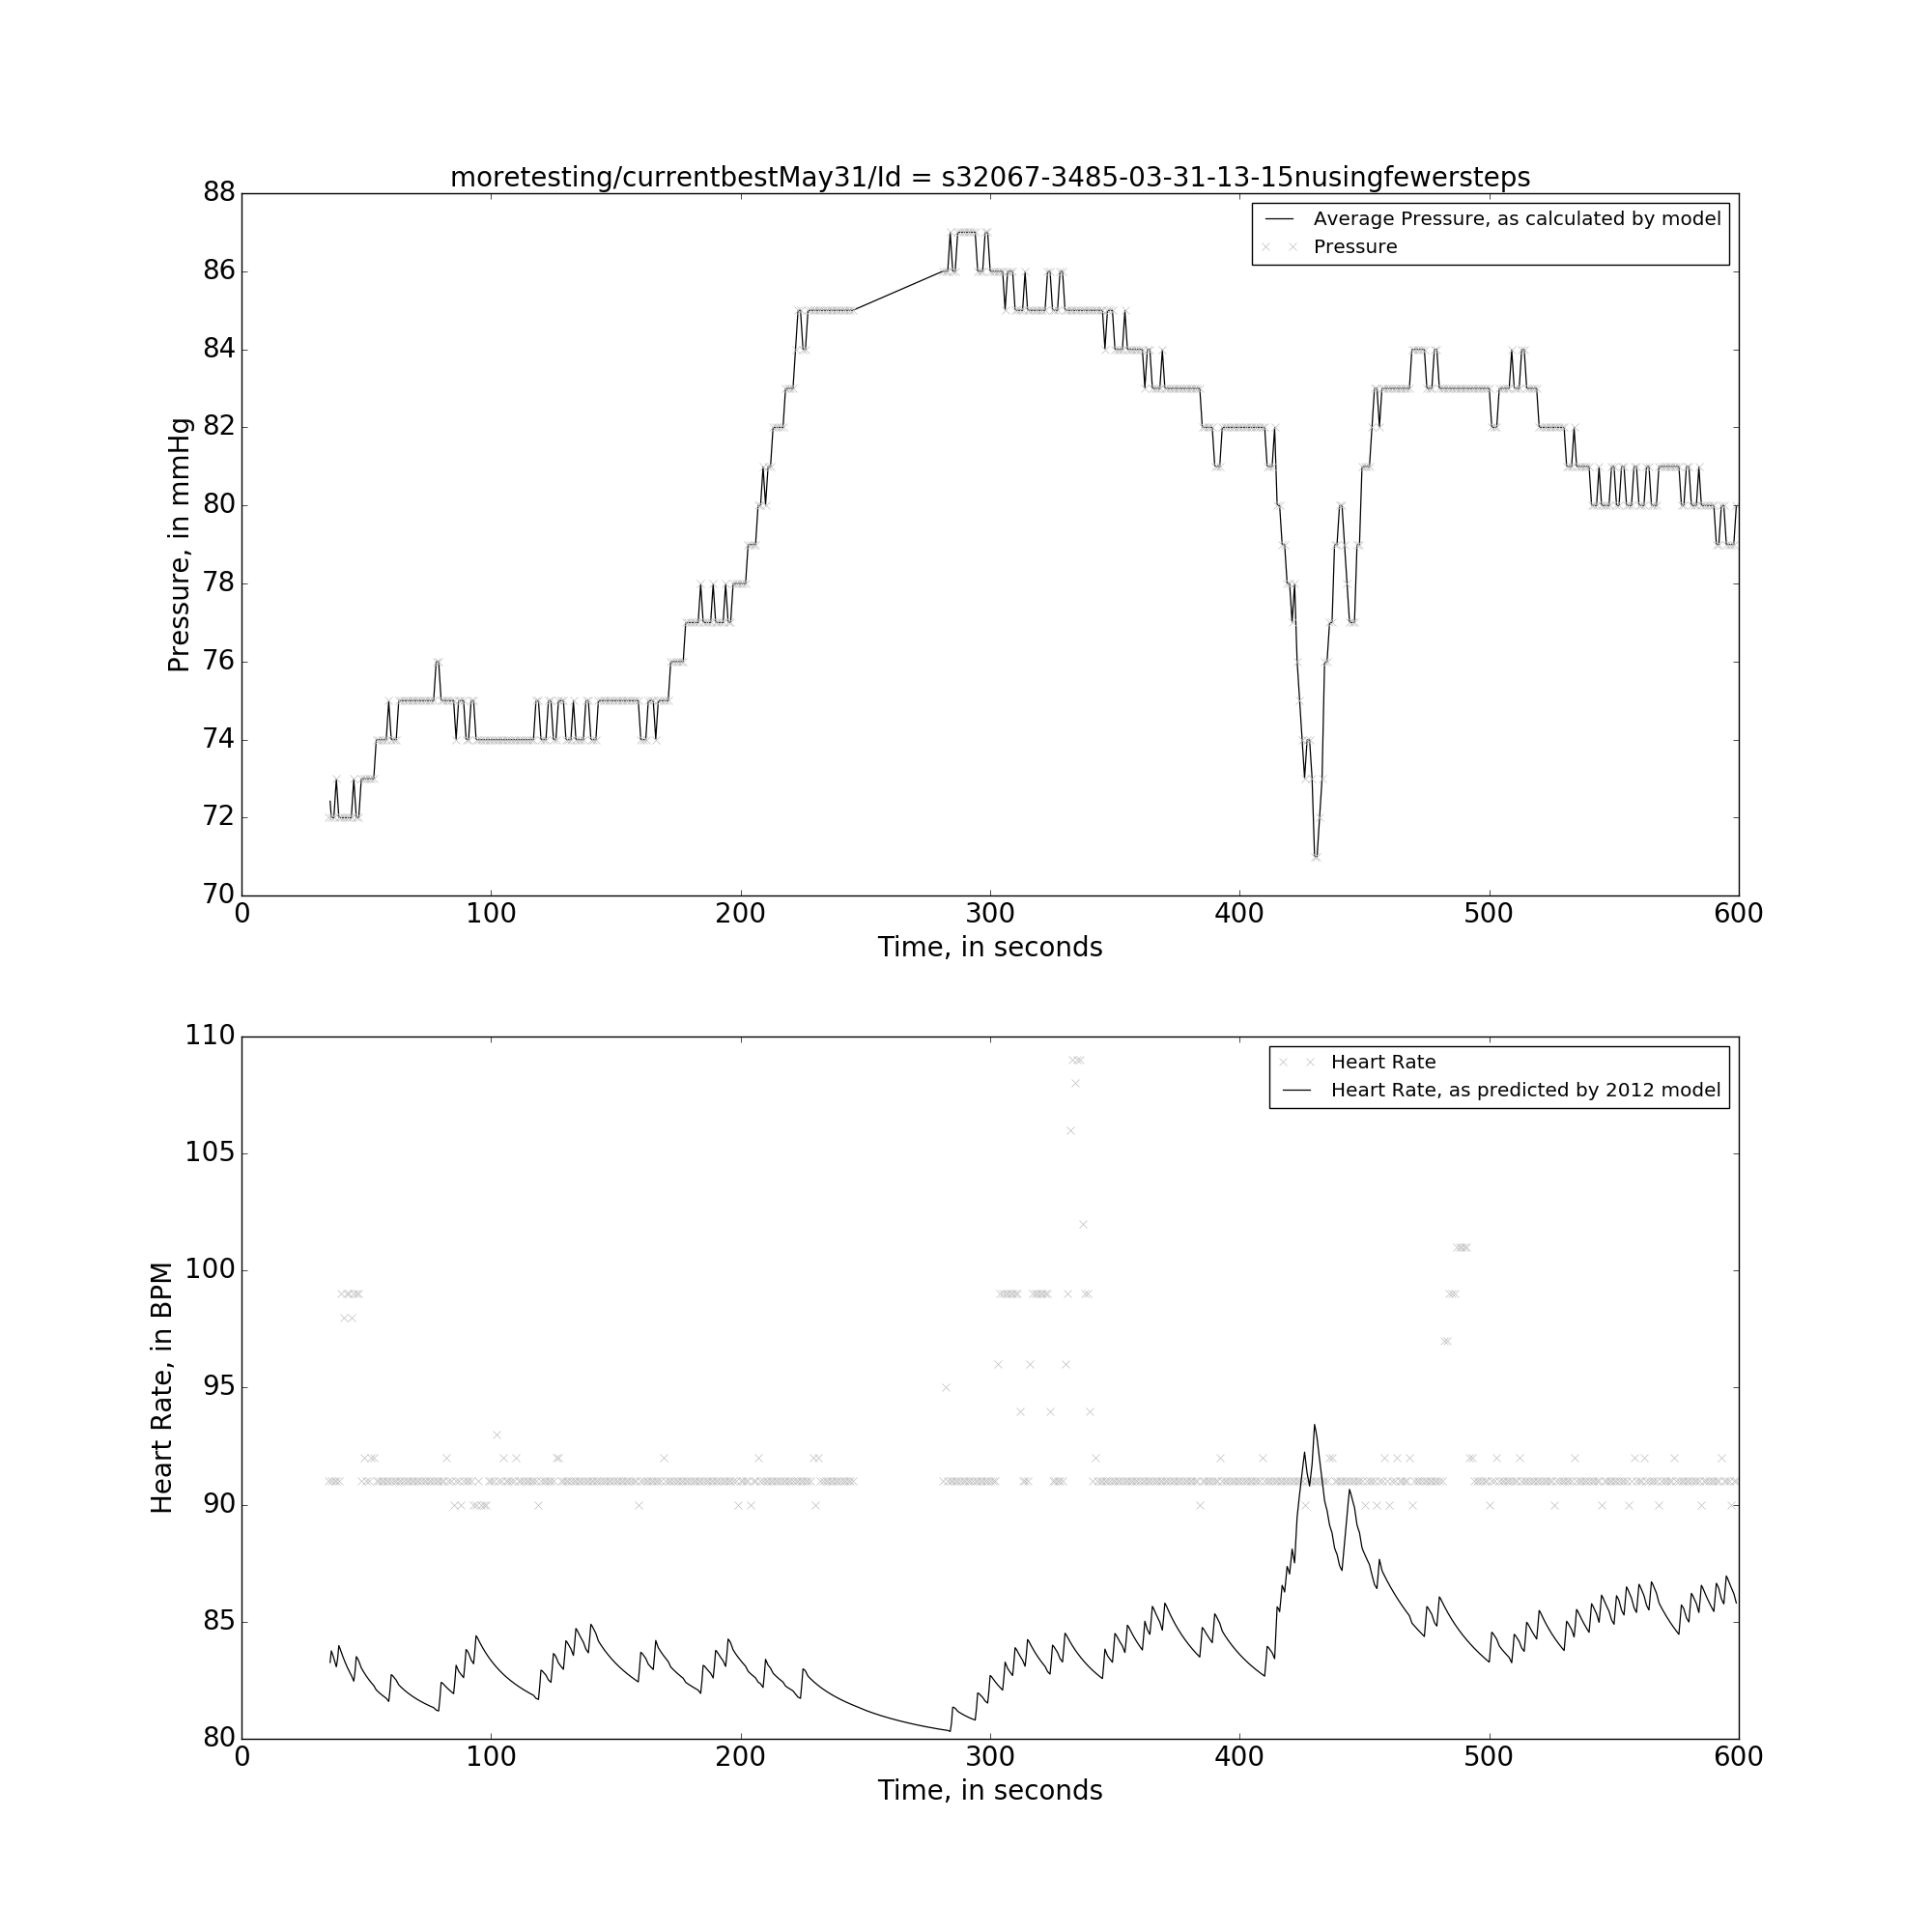 moretesting/currentbestMay31/Id = s32067-3485-03-31-13-15nusingfewersteps
88
86
84
82
80
78
76
74
72
70
Pressure, in mmHg
Average Pressure, as calculated by model
Pressure
0 100 200 300 400 500 600
Time, in seconds
110
105
100
95
90
85
80
Heart Rate, in BPM
Heart Rate
Heart Rate, as predicted by 2012 model
0 100 200 300 400 500 600
Time, in seconds